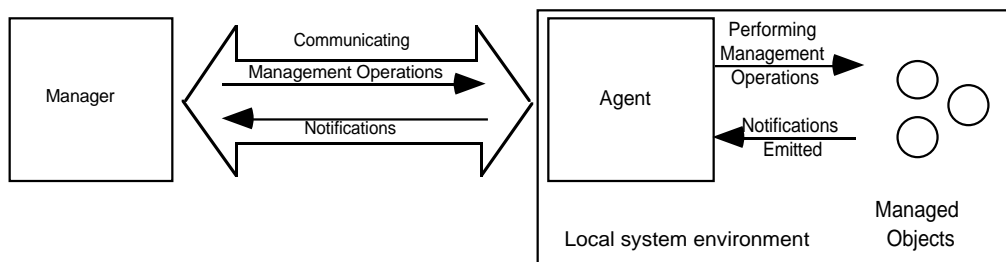 Manager
Communicating
Management Operations
Notifications
Agent
Performing
Management
Operations
Notifications
Emitted
Managed
Objects
Local system environment